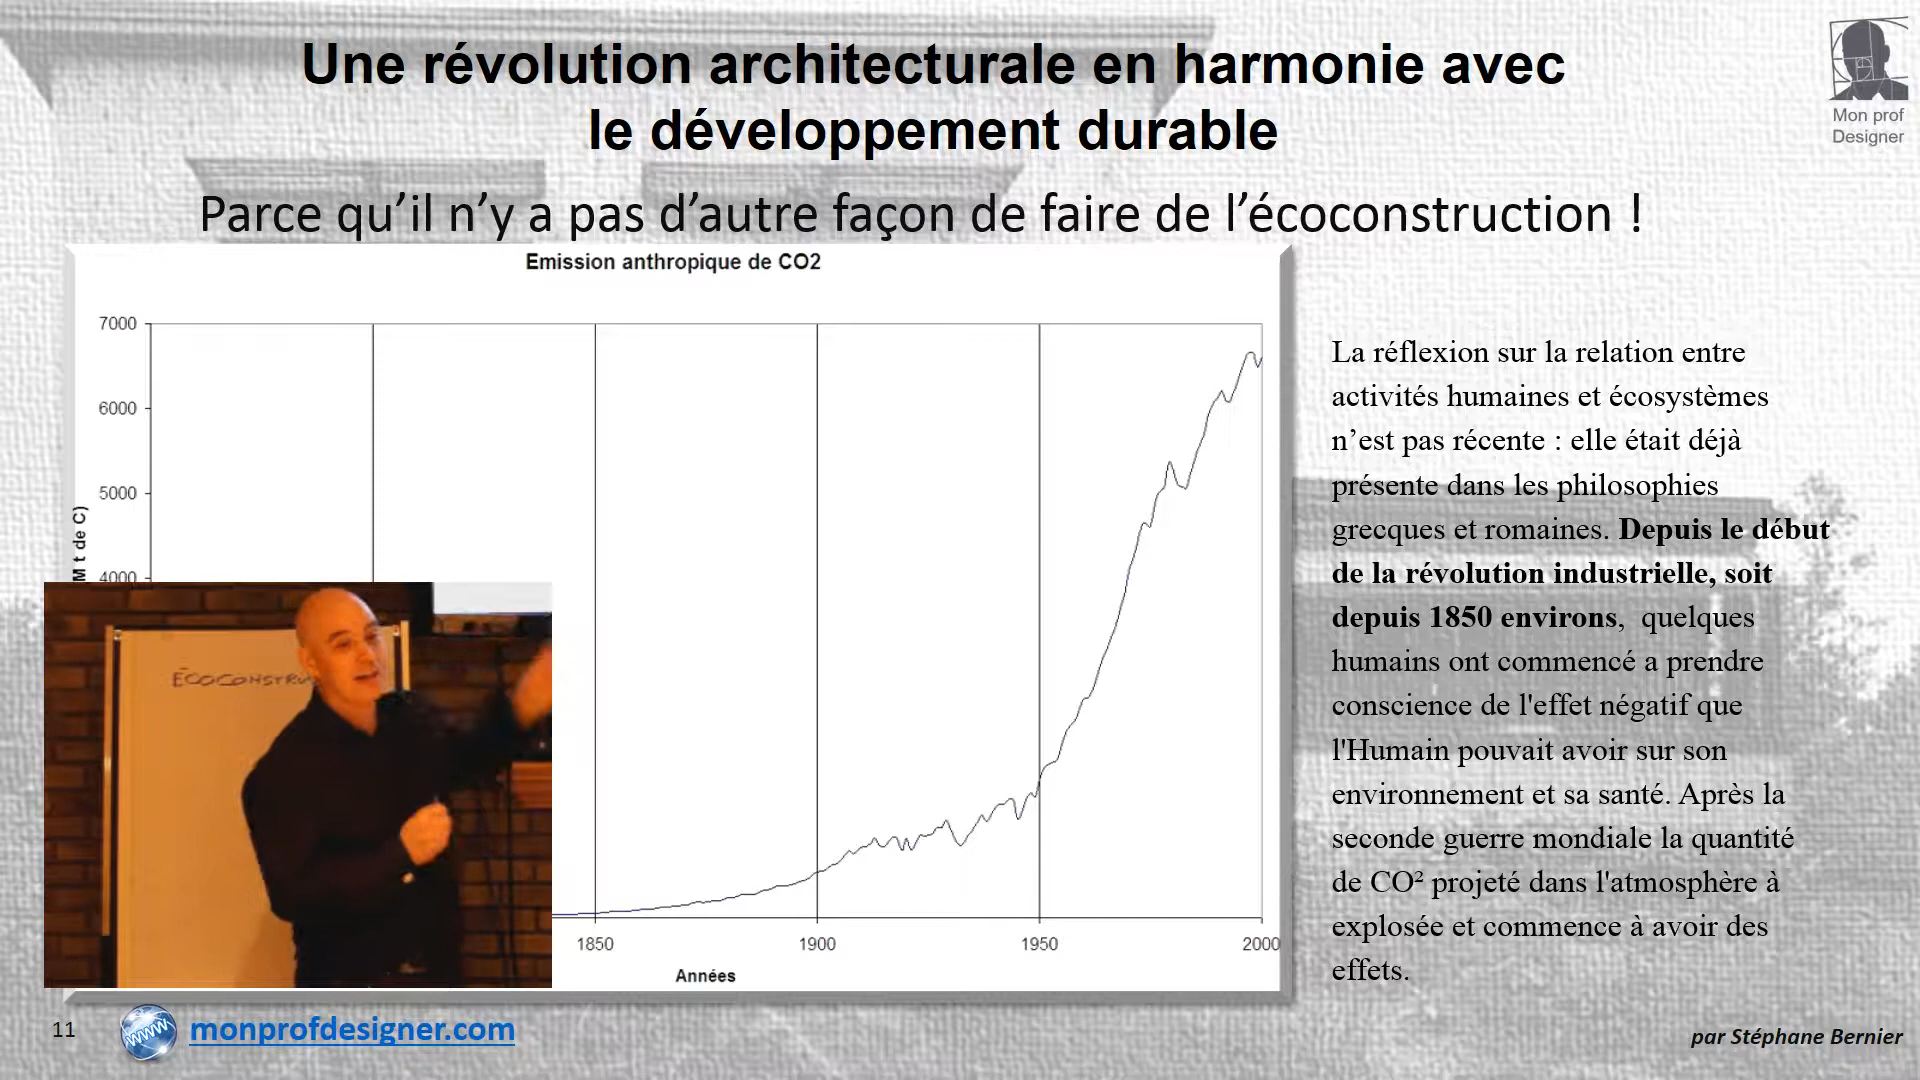 Une révolution architecturale en harmonie avec
le développement durable
Mon prof
Designer
Parce qu’il n’y a pas d’autre façon de faire de l’écoconstruction !
Emission anthropique de CO2
7000
6000
5000
4000
M t de C)
1850
1900
1950
2000
Années
ÉCOCONSTRU
La réflexion sur la relation entre
activités humaines et écosystèmes
n’est pas récente : elle était déjà
présente dans les philosophies
grecques et romaines. Depuis le début
de la révolution industrielle, soit
depuis 1850 environs, quelques
humains ont commencé a prendre
conscience de l'effet négatif que
l'Humain pouvait avoir sur son
environnement et sa santé. Après la
seconde guerre mondiale la quantité
de CO² projeté dans l'atmosphère à
explosée et commence à avoir des
effets.
11
www
monprofdesigner.com
par Stéphane Bernier